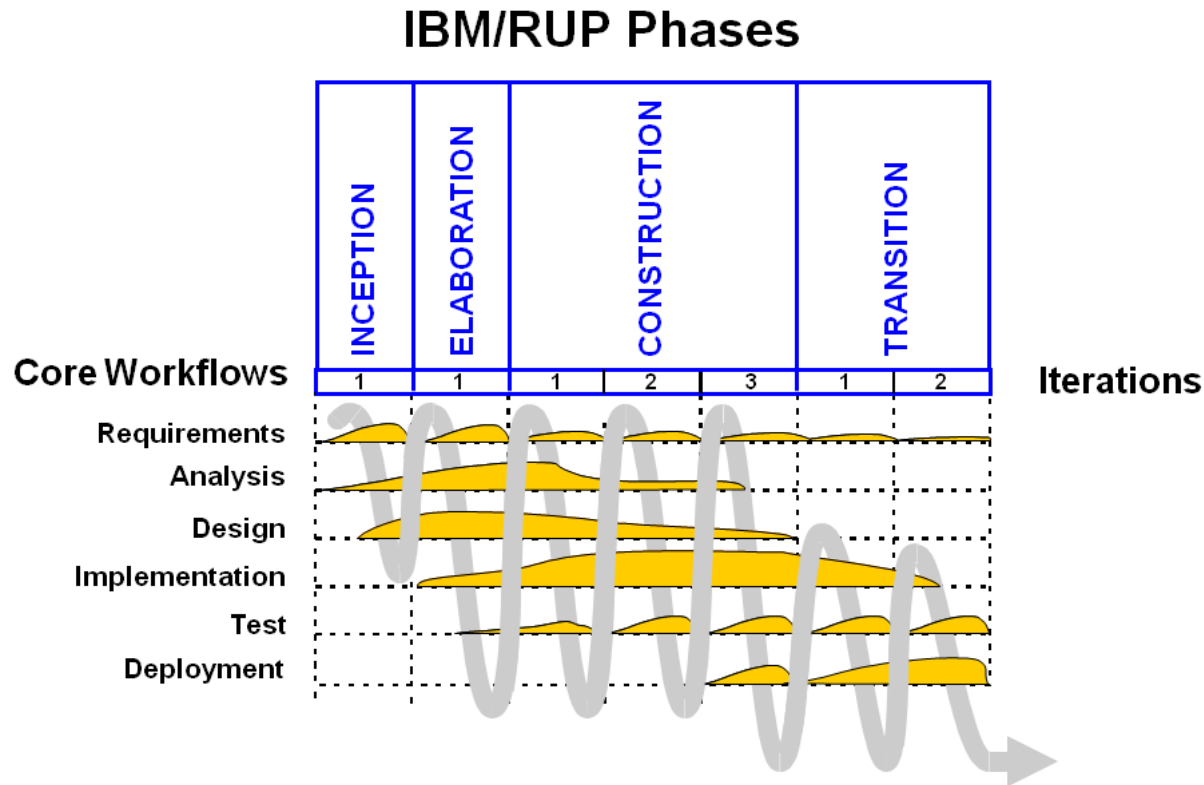 IBM/RUP Phases
INCEPTION
ELABORATION
CONSTRUCTION
TRANSITION
Core Workflows
1 1 1 2 3 1 2
Iterations
Requirements
Analysis
Design
Implementation
Test
Deployment